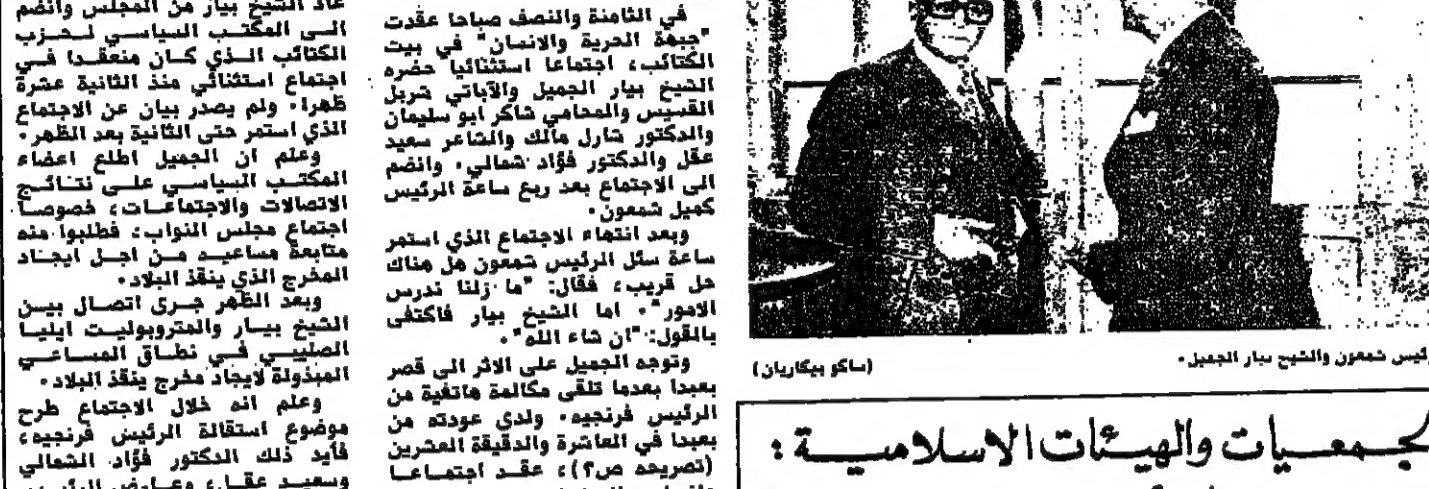 في الثامنة والنصف صباحا عقدت
"جبهة الحرية والانسان" في بيت
الكتائب، اجتماعا استثنائيا حضره
الشيخ بيار الجميل والآباتي شربل
القسيس والمحامي شاكر ابو سليمان
والدكتور شارل مالك والشاعر سعيد
عقل والدكتور فؤاد شمالي. وانضم
الى الاجتماع بعد ربع ساعة الرئيس
كميل شمعون.
وبعد انتهاء الاجتماع الذي استمر
ساعة سئل الرئيس شمعون هل هناك
حل قريب، فقال: "ما زلنا ندرس
الامور". اما الشيخ بيار فاكتفى
بالقول: "ان شاء الله".
وتوجه الجميل على الاثر الى قصر
بعبدا بعدما تلقى مكالمة هاتفية من
الرئيس فرنجيه. ولدى عودته من
بعبدا في العاشرة والدقيقة العشرين
(تصريحه ص٢)، عقد اجتماعا
عاد الشيخ بيار من المجلس وانضم
الى المكتب السياسي لحزب
الكتائب الذي كان منعقدا في
اجتماع استثنائي منذ الثانية عشرة
ظهرا. ولم يصدر بيان عن الاجتماع
الذي استمر حتى الثانية بعد الظهر.
وعلم ان الجميل اطلع اعضاء
المكتب السياسي على نتائج
الاتصالات والاجتماعات، خصوصا
اجتماع مجلس النواب، فطلبوا منه
متابعة مساعيه من اجل ايجاد
المخرج الذي ينقذ البلاد.
وبعد الظهر جرى اتصال بين
الشيخ بيار والمتروبوليت ايليا
الصليبي في نطاق المساعي
المبذولة لايجاد مخرج ينقذ البلاد.
وعلم انه خلال الاجتماع طرح
موضوع استقالة الرئيس فرنجيه،
فأيد ذلك الدكتور فؤاد الشمالي
وسعيد عقل، وعارض الرئيس
رئيس شمعون والشيخ بيار الجميل.
(ساكو بيكاريان)
لجمعيات والهيئات الاسلامية :